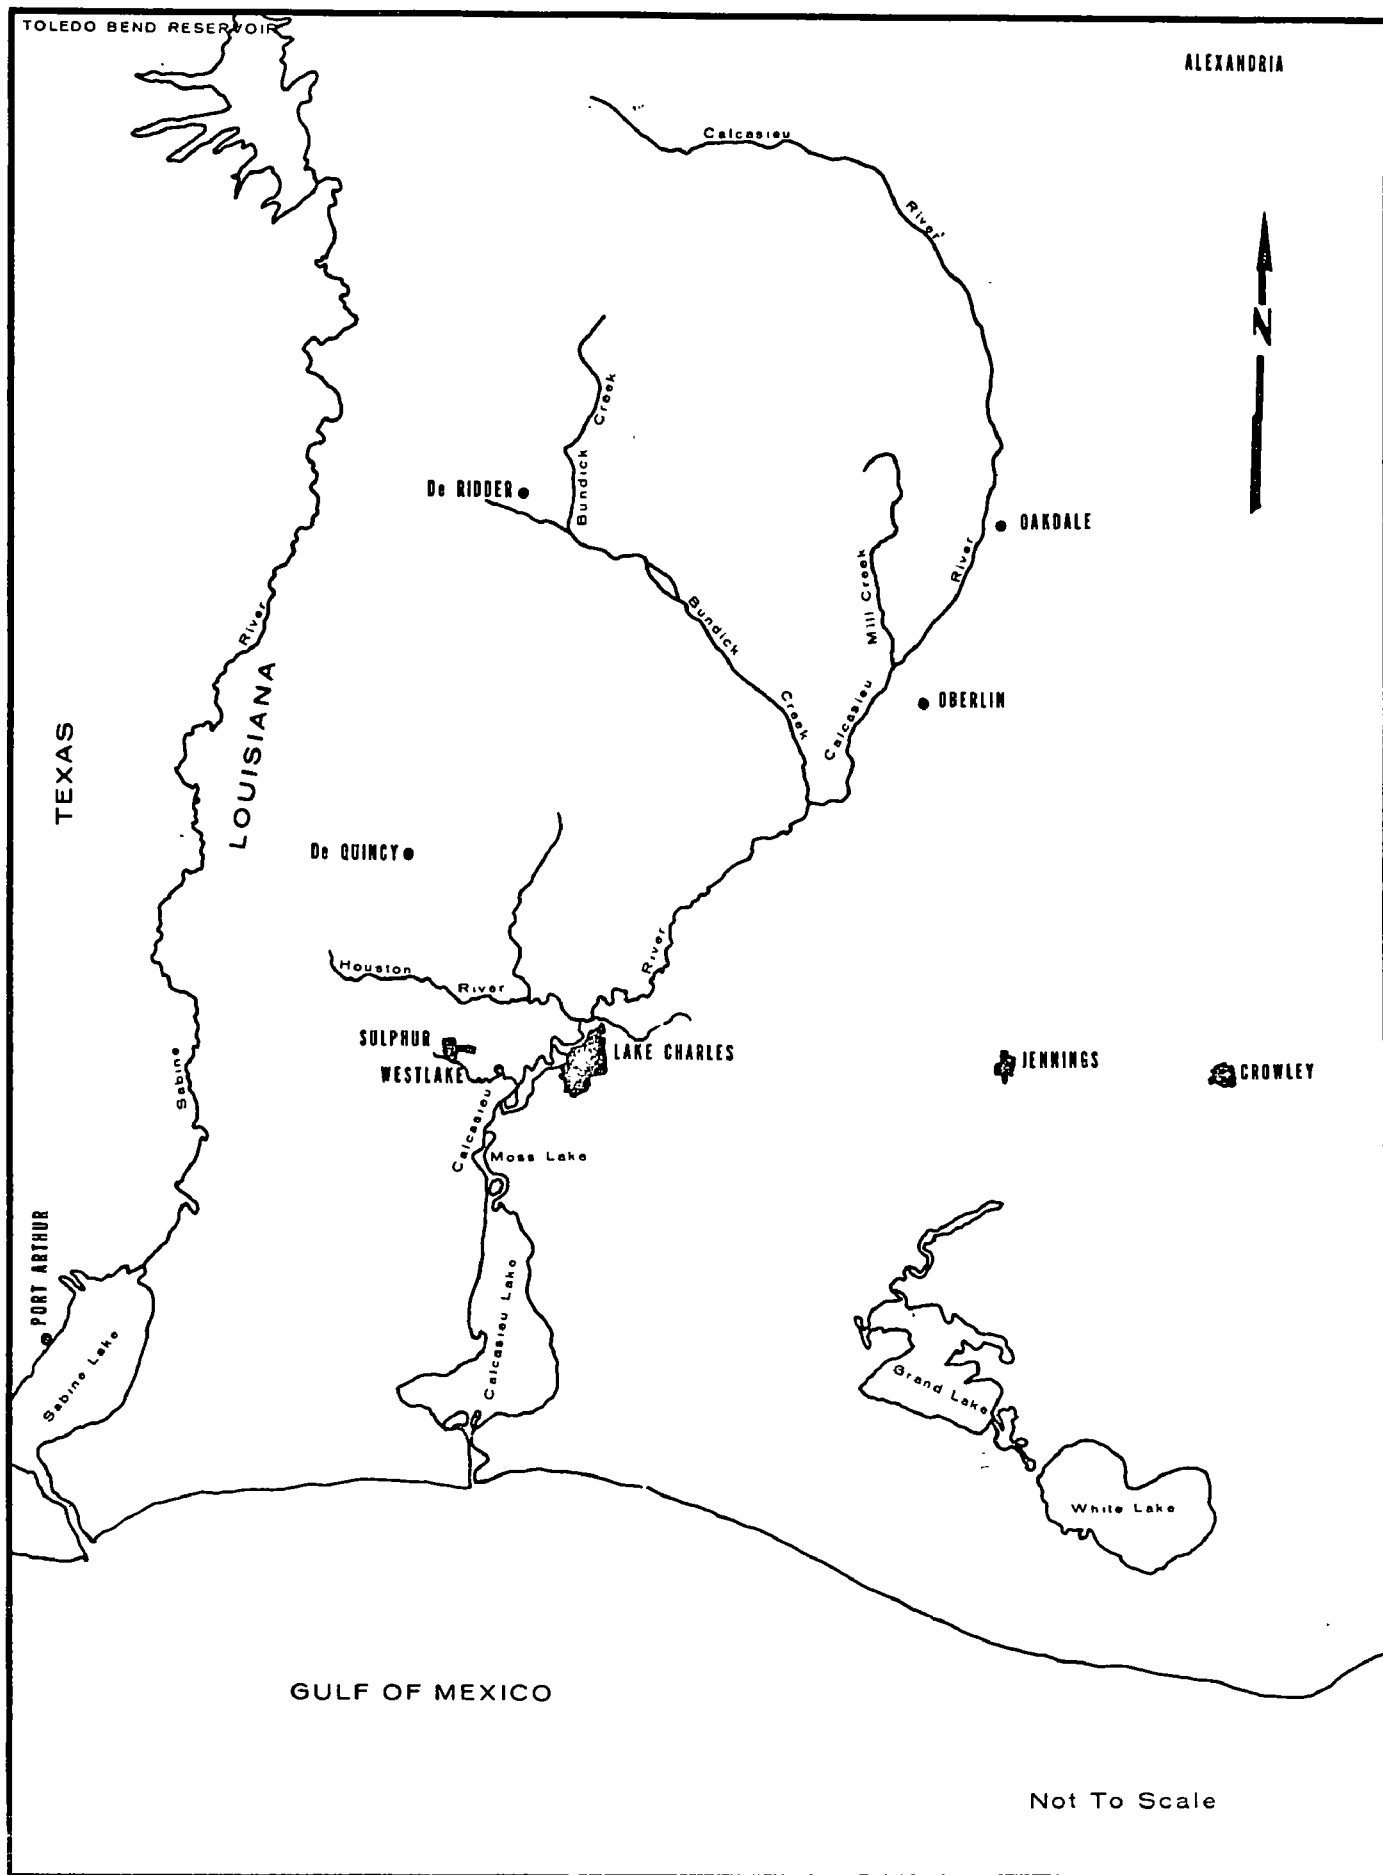 TOLEDO BEND RESERVOIR
ALEXANDRIA
Calcasieu
River
N
Creek
Bundick
De RIDDER
OAKDALE
River
Mill Creek
Bundick
Creek
Calcasieu
OBERLIN
River
LOUISIANA
TEXAS
De QUINCY
River
Houston
River
SULPHUR
WESTLAKE
LAKE CHARLES
JENNINGS
CROWLEY
Sabine
Calcasieu
Moss Lake
PORT ARTHUR
Sabine Lake
Calcasieu Lake
Grand Lake
White Lake
GULF OF MEXICO
Not To Scale